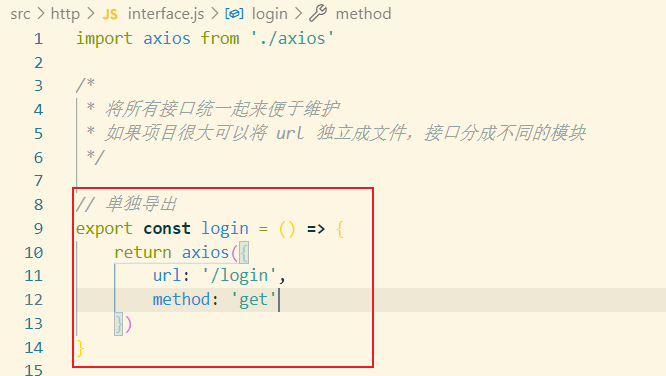 src > http > JS interface.js > login > method
1 import axios from './axios'
2
3 /*
4  * 将所有接口统一起来便于维护
5  * 如果项目很大可以将 url 独立成文件，接口分成不同的模块
6  */
7
8 // 单独导出
9 export const login = () => {
10     return axios({
11         url: '/login',
12         method: 'get'
13     })
14 }
15